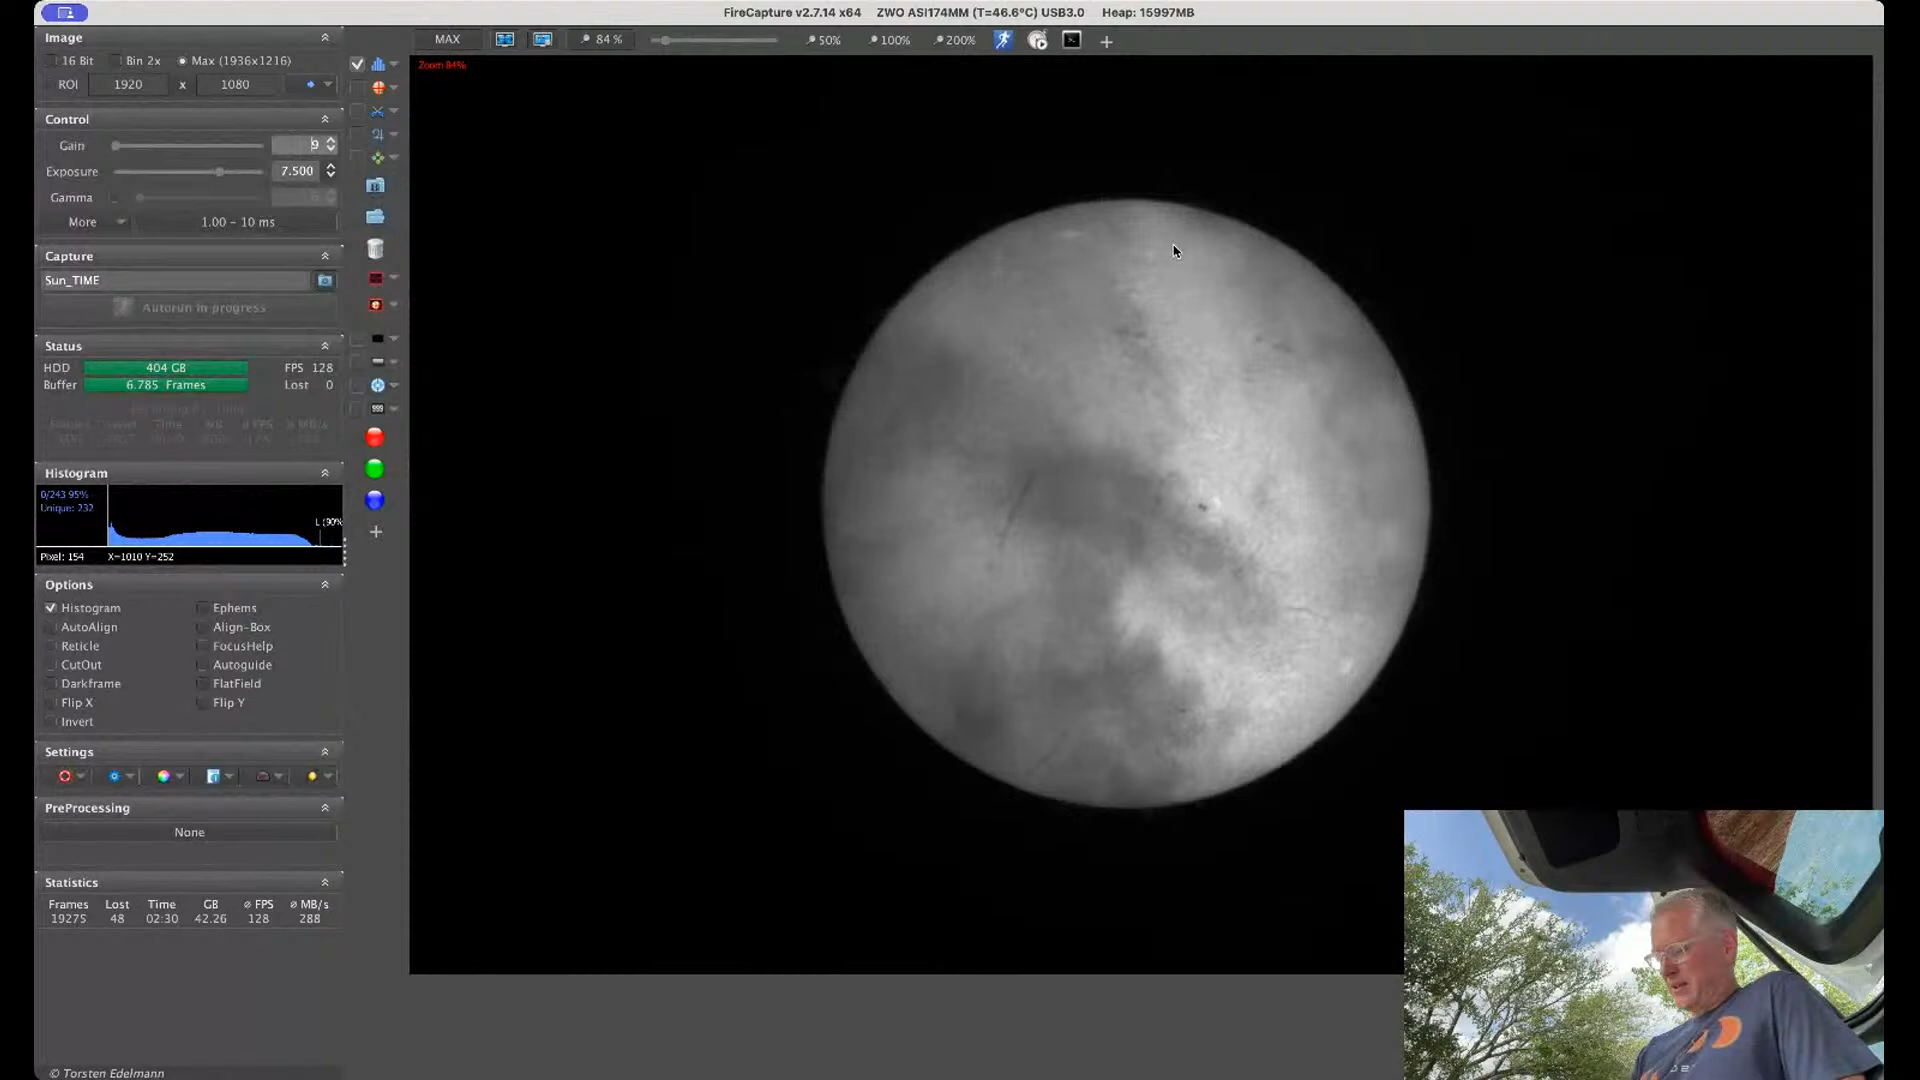 FireCapture v2.7.14 x64 ZWO ASI174MM (T=46.6°C) USB3.0 Heap: 15997MB
Image
MAX 84 % 50% 100% 200%
16 Bit Bin 2x Max (1936x1216)
Zoom 84%
ROI 1920 x 1080
Control
Gain 9
Exposure 7.500
Gamma
More 1.00 - 10 ms
Capture
Sun_TIME
Autorun in progress
Status
HDD 404 GB FPS 128
Buffer 6.785 Frames Lost 0
Histogram
0/243 95%
Unique: 232
L (90%
Pixel: 154 X=1010 Y=252
Options
Histogram Ephems
AutoAlign Align-Box
Reticle FocusHelp
CutOut Autoguide
Darkframe FlatField
Flip X Flip Y
Invert
Settings
PreProcessing
None
Statistics
Frames Lost Time GB ø FPS ø MB/s
19275 48 02:30 42.26 128 288
© Torsten Edelmann